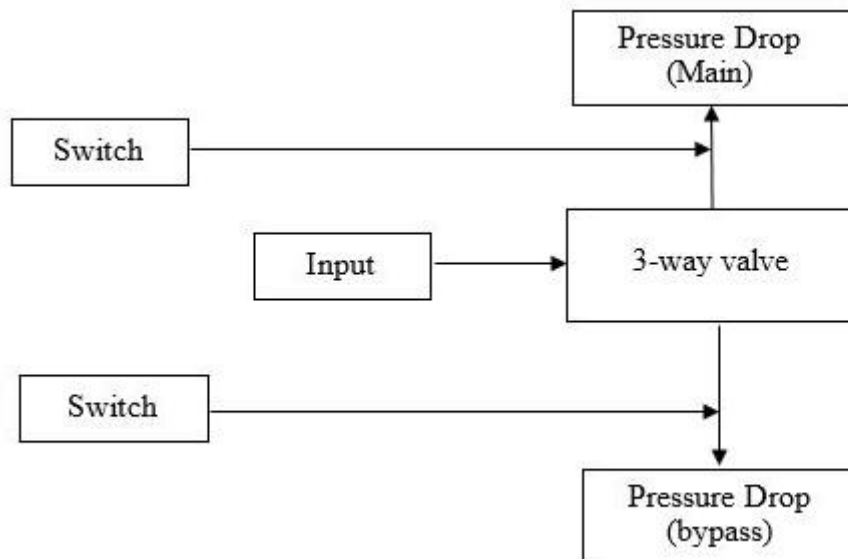 Pressure Drop
(Main)
Switch
Input
3-way valve
Switch
Pressure Drop
(bypass)